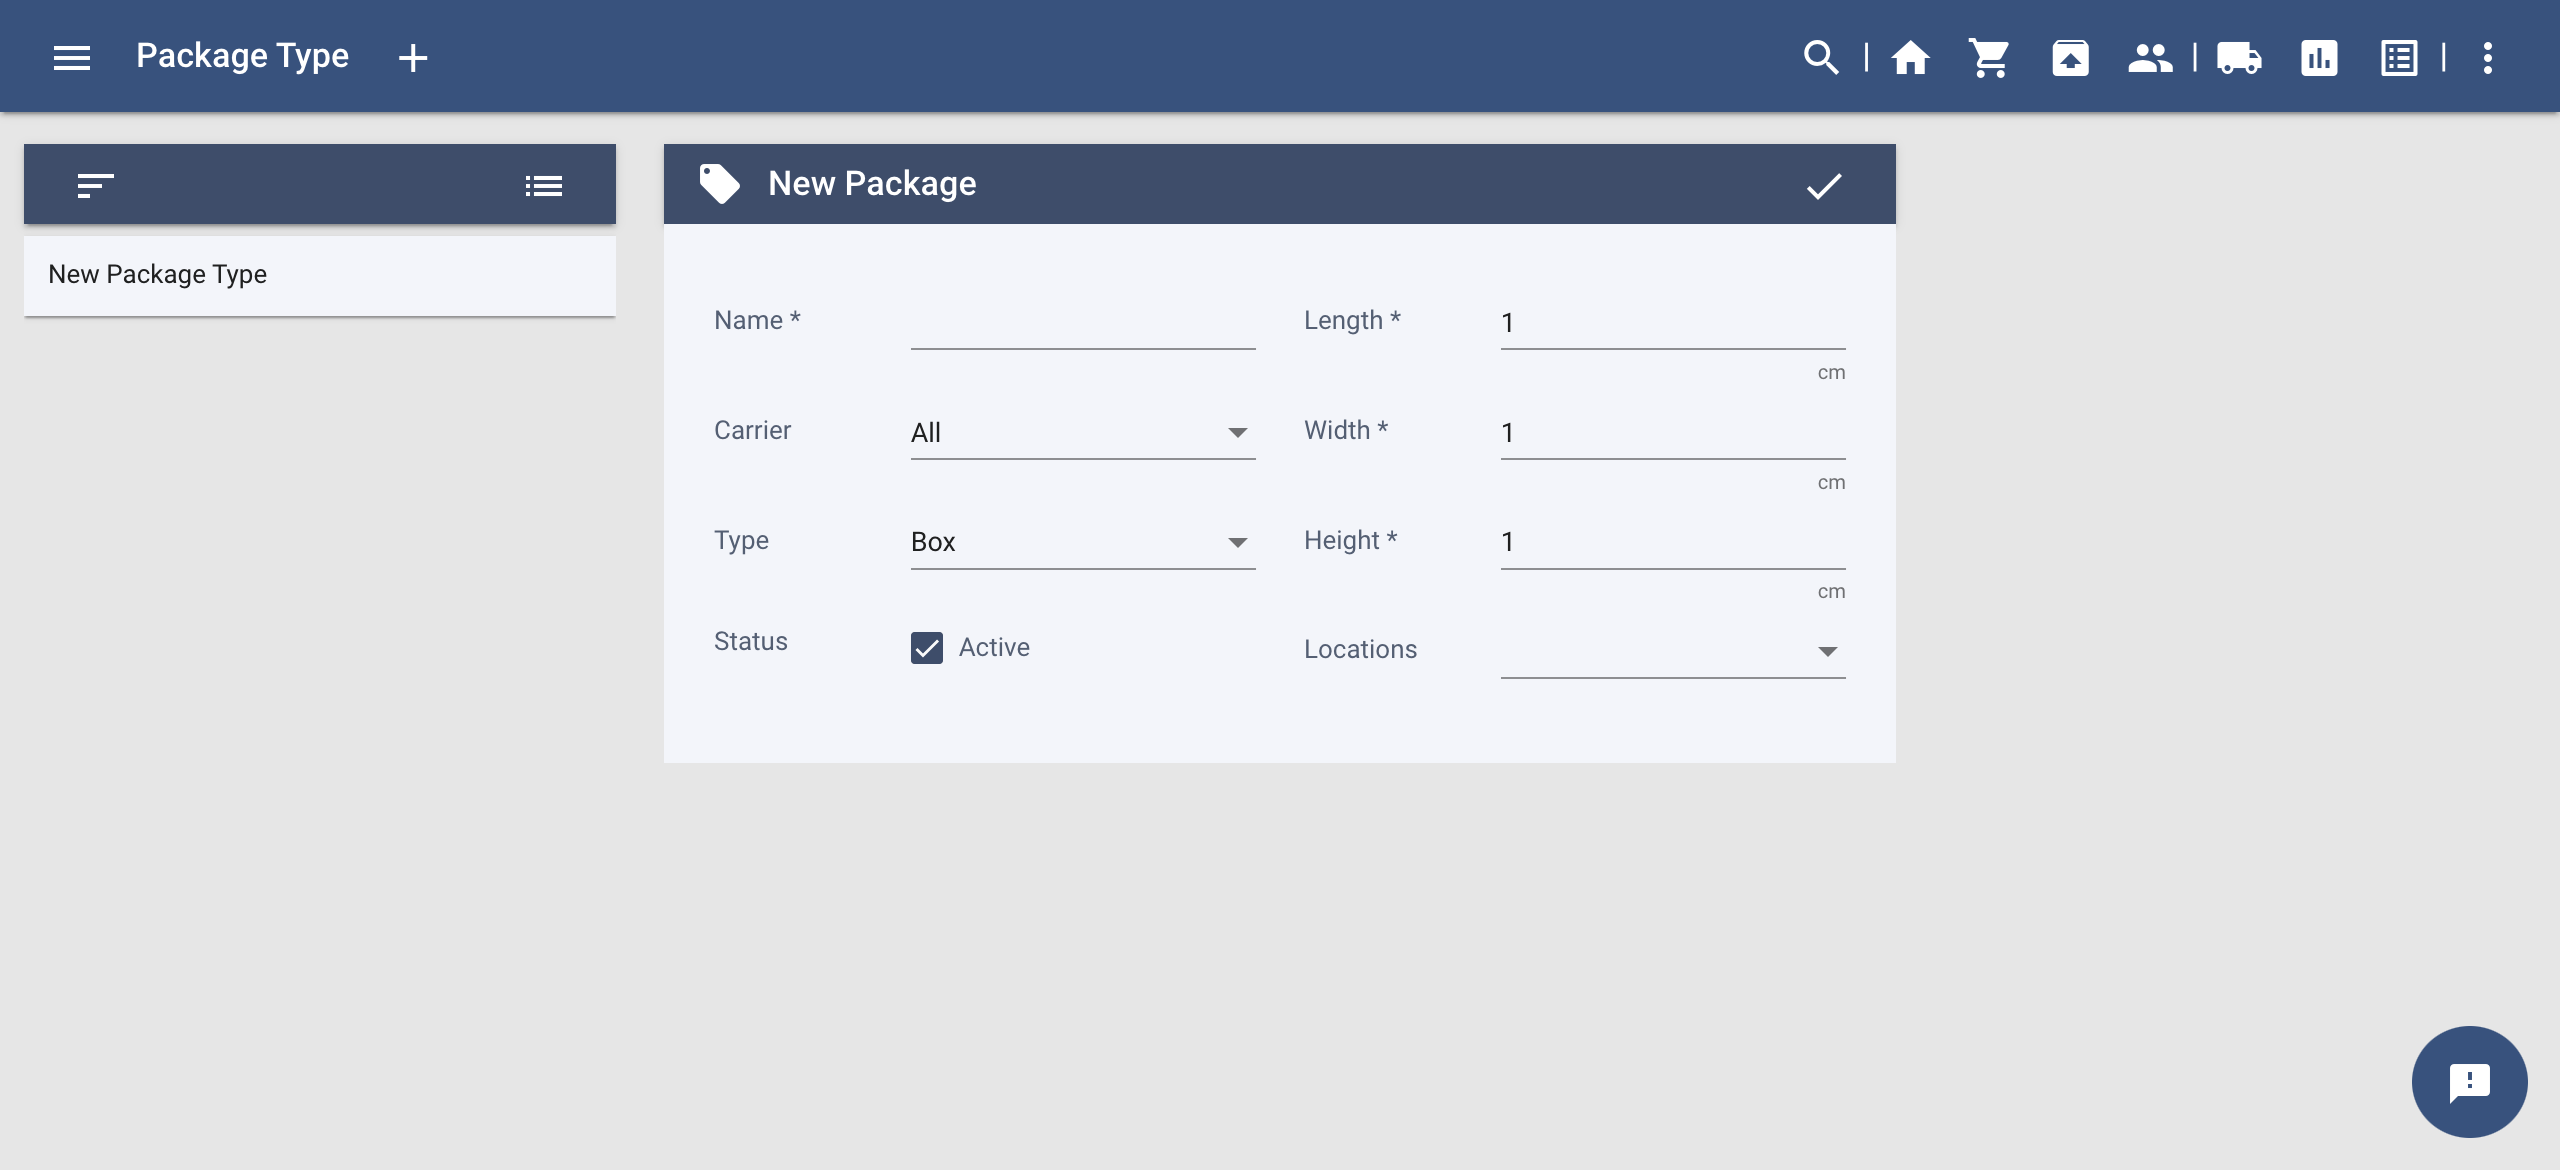 Package Type
New Package
New Package Type
Name *
Length *
1
cm
Carrier
All
Width *
1
cm
Type
Box
Height *
1
cm
Status
Active
Locations